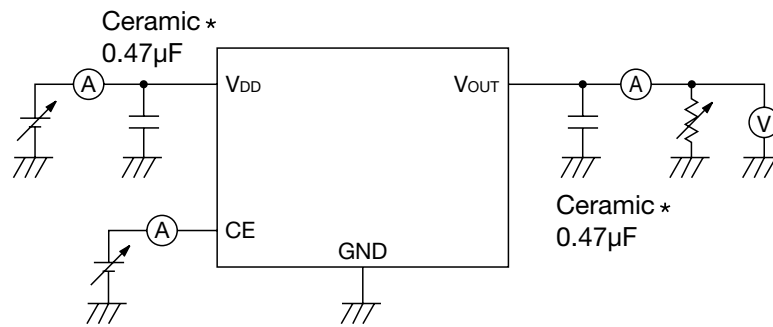 Ceramic *
0.47µF
A
VDD
VOUT
A
V
A
CE
GND
Ceramic *
0.47µF